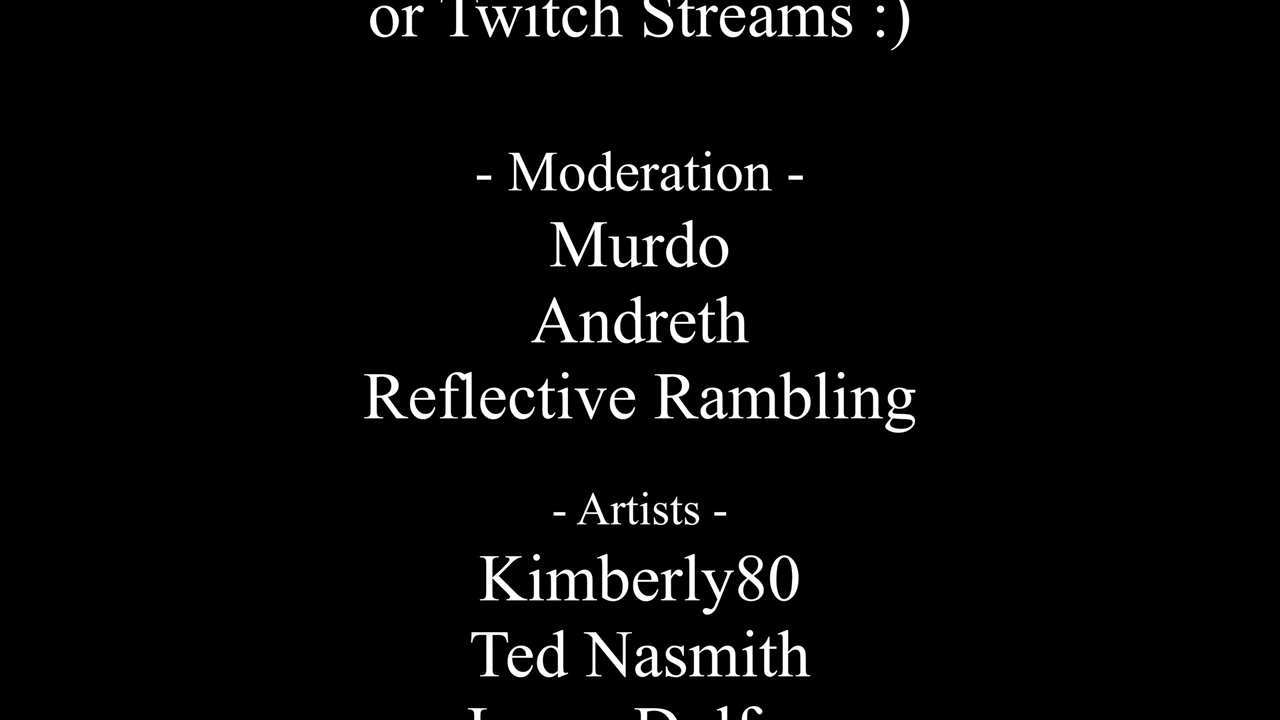 or Twitch Streams :)
- Moderation -
Murdo
Andreth
Reflective Rambling
- Artists -
Kimberly80
Ted Nasmith